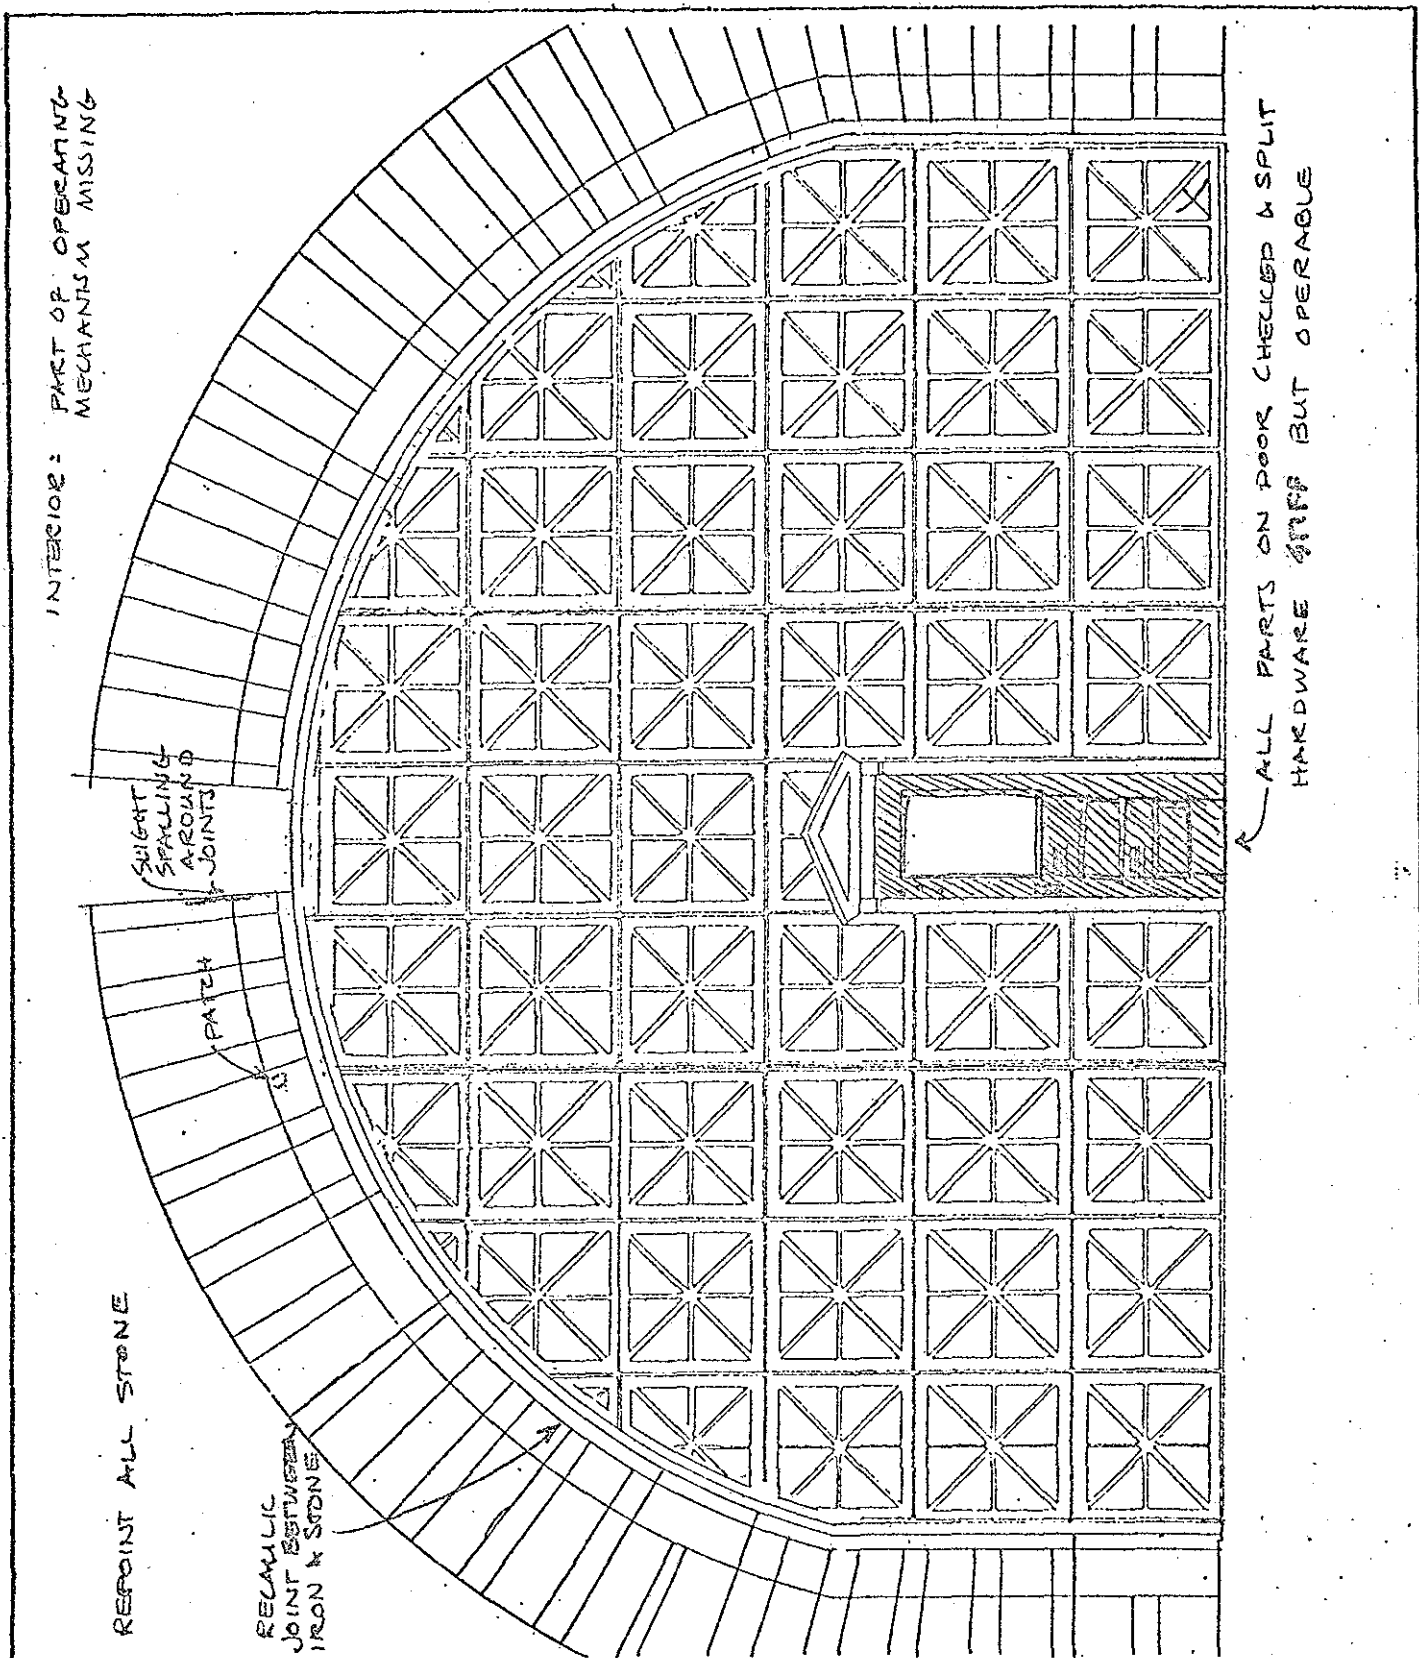 REPOINT ALL STONE
RECAULK
JOINT BETWEEN
IRON & STONE
PATCH
SLIGHT
SPALLING
AROUND
JOINTS
INTERIOR: PART OF OPERATING
MECHANISM MISSING
ALL PARTS ON DOOR CHECKED & SPLIT
HARDWARE STIFF BUT OPERABLE